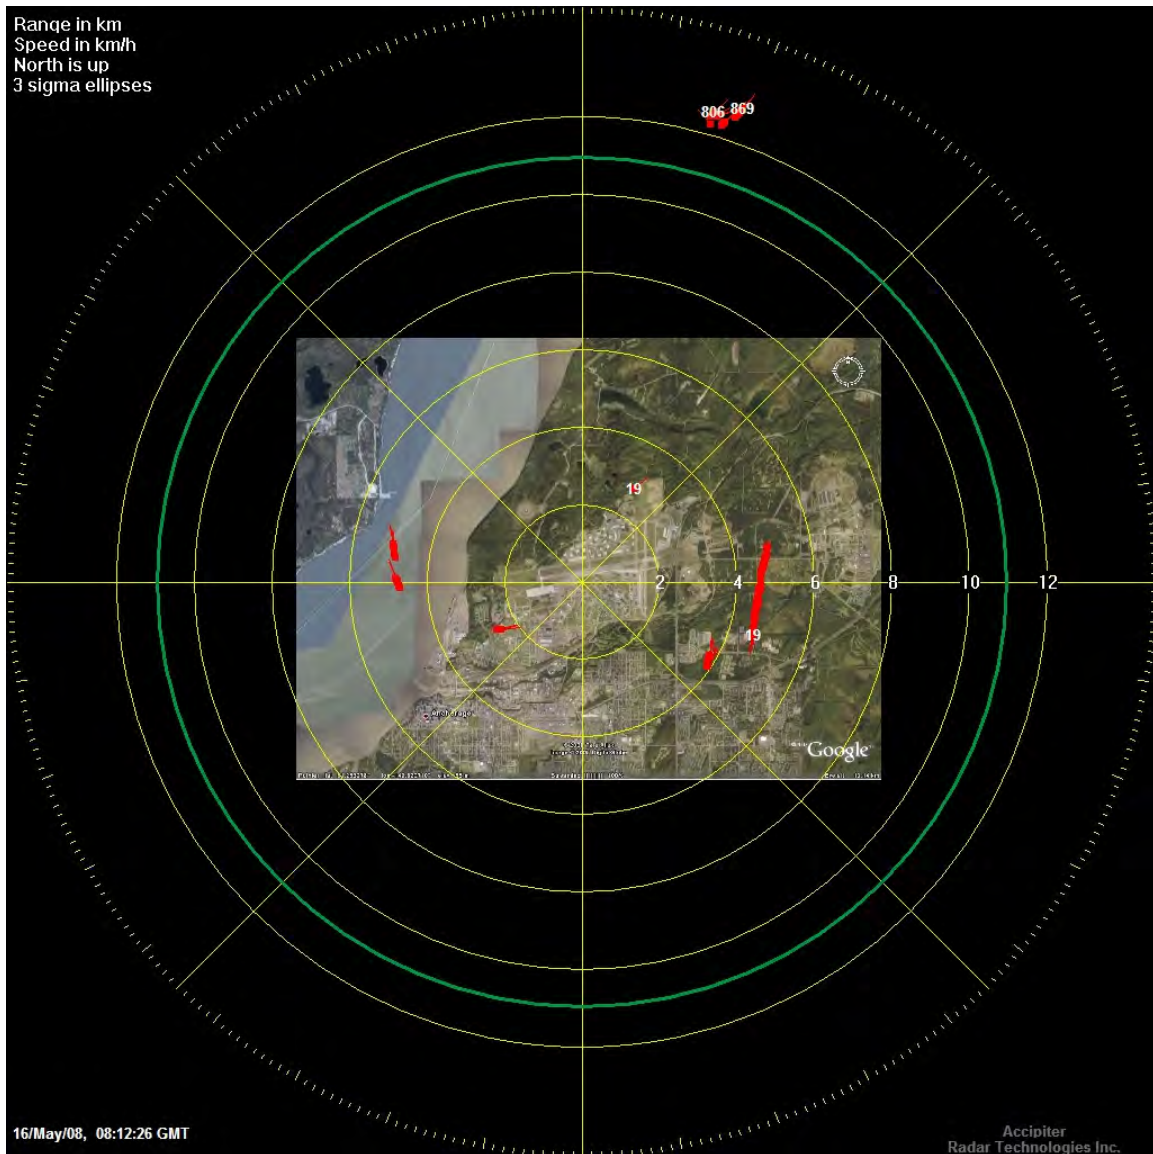 Range in km
Speed in km/h
North is up
3 sigma ellipses
806 869
19
2 4 6 8 10 12
19
Anchorage
Google
16/May/08, 08:12:26 GMT
Accipiter
Radar Technologies Inc.